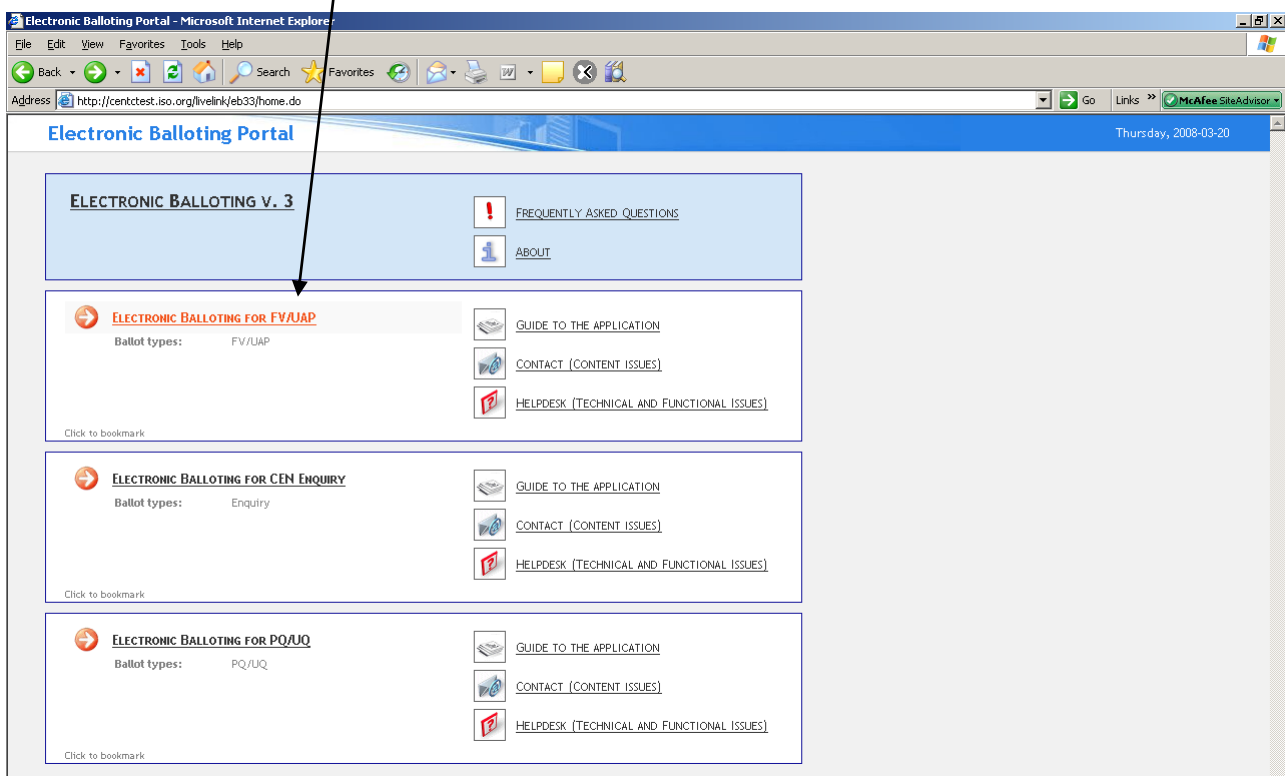 Electronic Balloting Portal - Microsoft Internet Explorer
File Edit View Favorites Tools Help
Back Search Favorites
Address http://centctest.iso.org/livelink/eb33/home.do Go Links » McAfee SiteAdvisor
Electronic Balloting Portal Thursday, 2008-03-20
ELECTRONIC BALLOTING V. 3
FREQUENTLY ASKED QUESTIONS
ABOUT
ELECTRONIC BALLOTING FOR FV/UAP
Ballot types: FV/UAP
GUIDE TO THE APPLICATION
CONTACT (CONTENT ISSUES)
HELPDESK (TECHNICAL AND FUNCTIONAL ISSUES)
Click to bookmark
ELECTRONIC BALLOTING FOR CEN ENQUIRY
Ballot types: Enquiry
GUIDE TO THE APPLICATION
CONTACT (CONTENT ISSUES)
HELPDESK (TECHNICAL AND FUNCTIONAL ISSUES)
Click to bookmark
ELECTRONIC BALLOTING FOR PQ/UQ
Ballot types: PQ/UQ
GUIDE TO THE APPLICATION
CONTACT (CONTENT ISSUES)
HELPDESK (TECHNICAL AND FUNCTIONAL ISSUES)
Click to bookmark